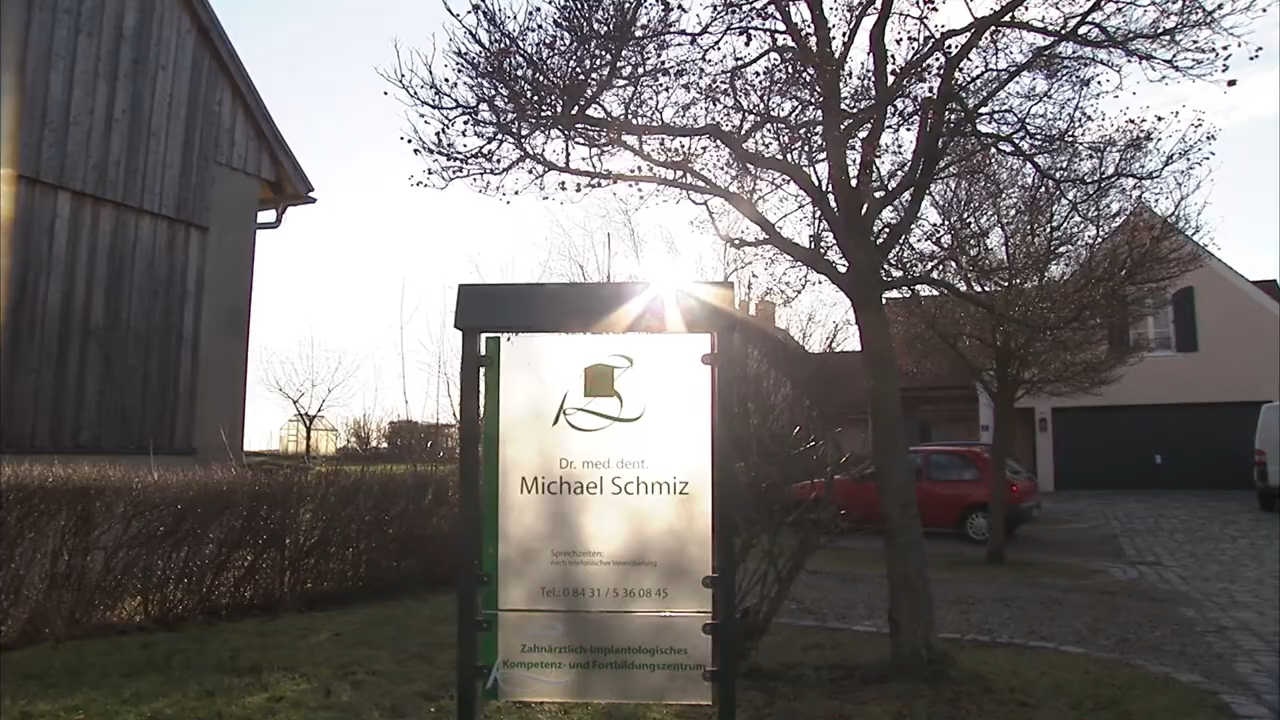 Dr. med. dent.
Michael Schmiz
Sprechzeiten:
nach telefonischer Vereinbarung
Tel.: 0 84 31 / 5 36 08 45
Zahnärztlich-Implantologisches
Kompetenz- und Fortbildungszentrum